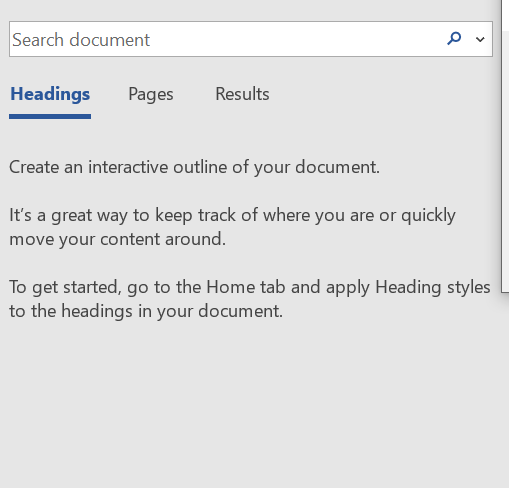 Search document
Headings Pages Results
Create an interactive outline of your document.
It's a great way to keep track of where you are or quickly
move your content around.
To get started, go to the Home tab and apply Heading styles
to the headings in your document.